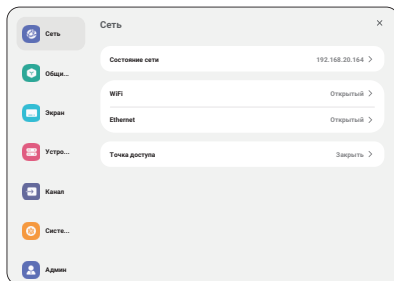 Сеть
Общи...
Экран
Устро...
Канал
Систе...
Админ
Сеть
×
Состояние сети 192.168.20.164 >
WiFi Открытый >
Ethernet Открытый >
Точка доступа Закрыть >